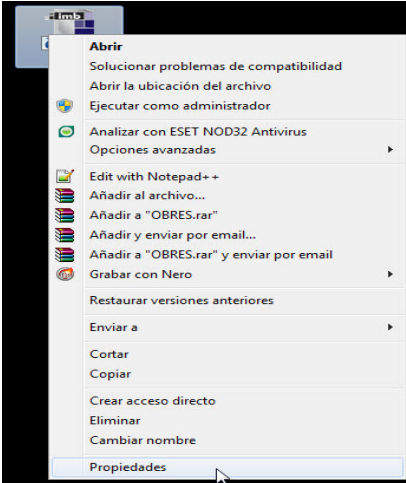 imb
Abrir
Solucionar problemas de compatibilidad
Abrir la ubicación del archivo
Ejecutar como administrador
Analizar con ESET NOD32 Antivirus
Opciones avanzadas
Edit with Notepad++
Añadir al archivo...
Añadir a "OBRES.rar"
Añadir y enviar por email...
Añadir a "OBRES.rar" y enviar por email
Grabar con Nero
Restaurar versiones anteriores
Enviar a
Cortar
Copiar
Crear acceso directo
Eliminar
Cambiar nombre
Propiedades